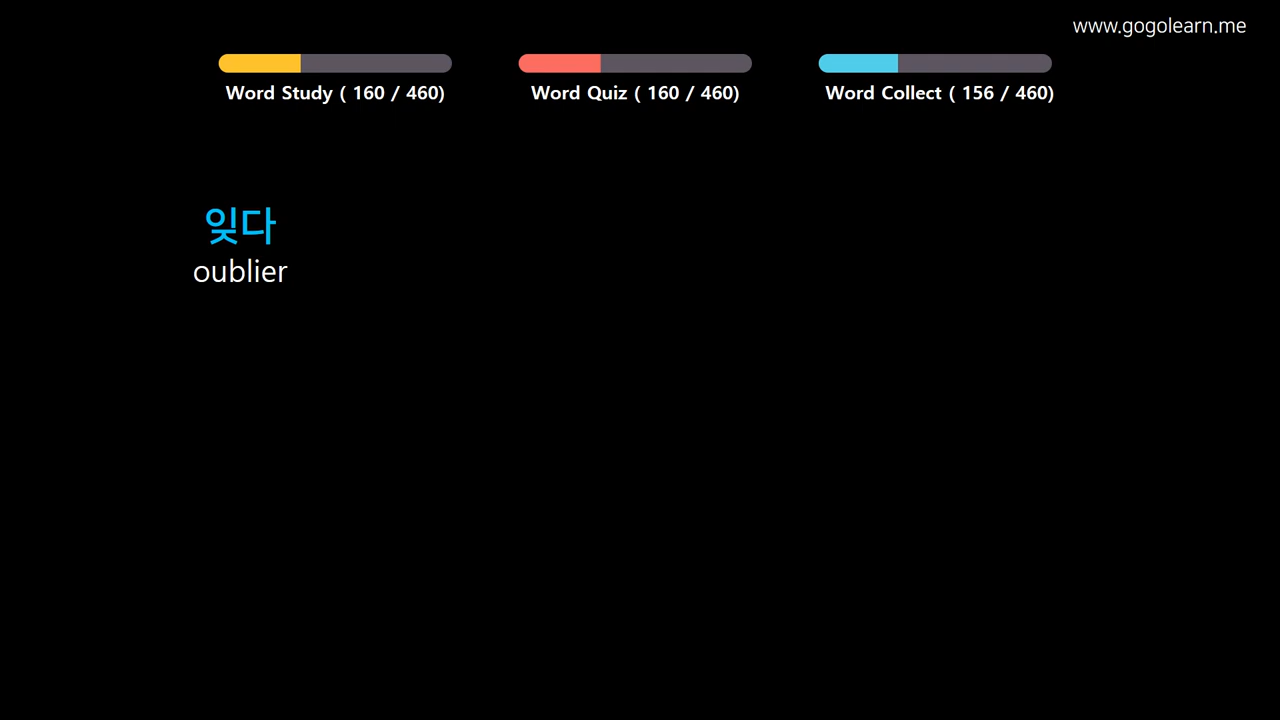 www.gogolearn.me
Word Study ( 160 / 460)
Word Quiz ( 160 / 460)
Word Collect ( 156 / 460)
잊다
oublier